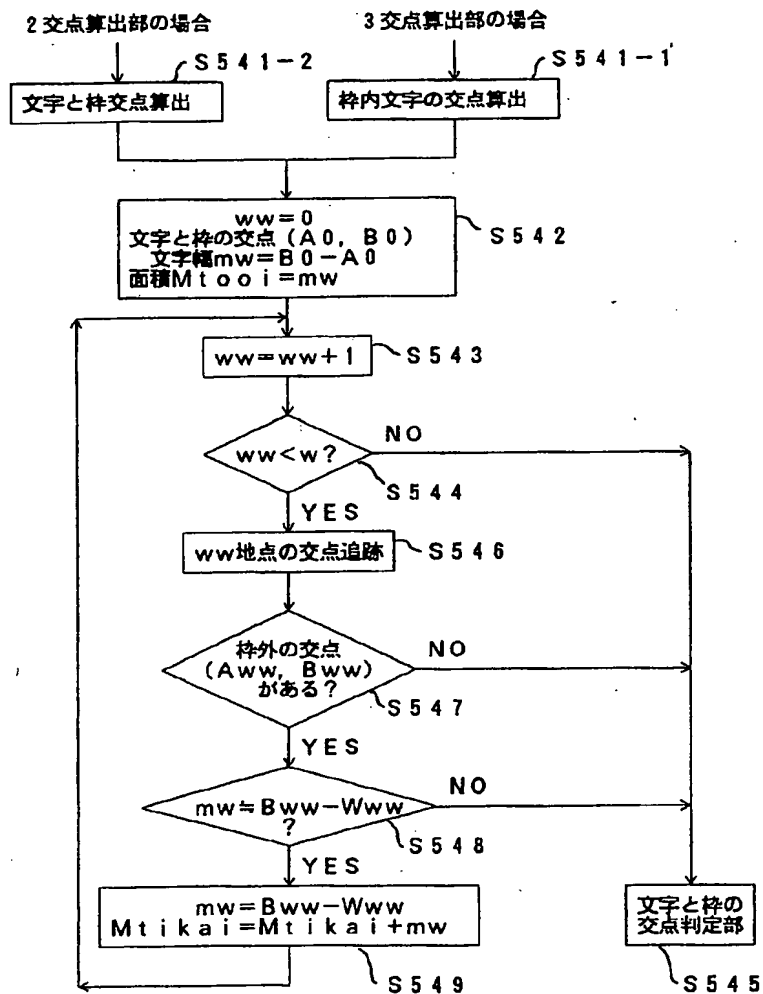 2交点算出部の場合
3交点算出部の場合
S541-2
S541-1
文字と枠交点算出
枠内文字の交点算出
ww=0
文字と枠の交点(A0, B0)
文字幅mw=B0-A0
面積Mtooi=mw
S542
ww=ww+1
S543
ww<w?
NO
S544
YES
ww地点の交点追跡
S546
枠外の交点
(Aww, Bww)
がある?
NO
S547
YES
mw≒Bww-Www
?
NO
S548
YES
mw=Bww-Www
Mtikai=Mtikai+mw
S549
文字と枠の
交点判定部
S545